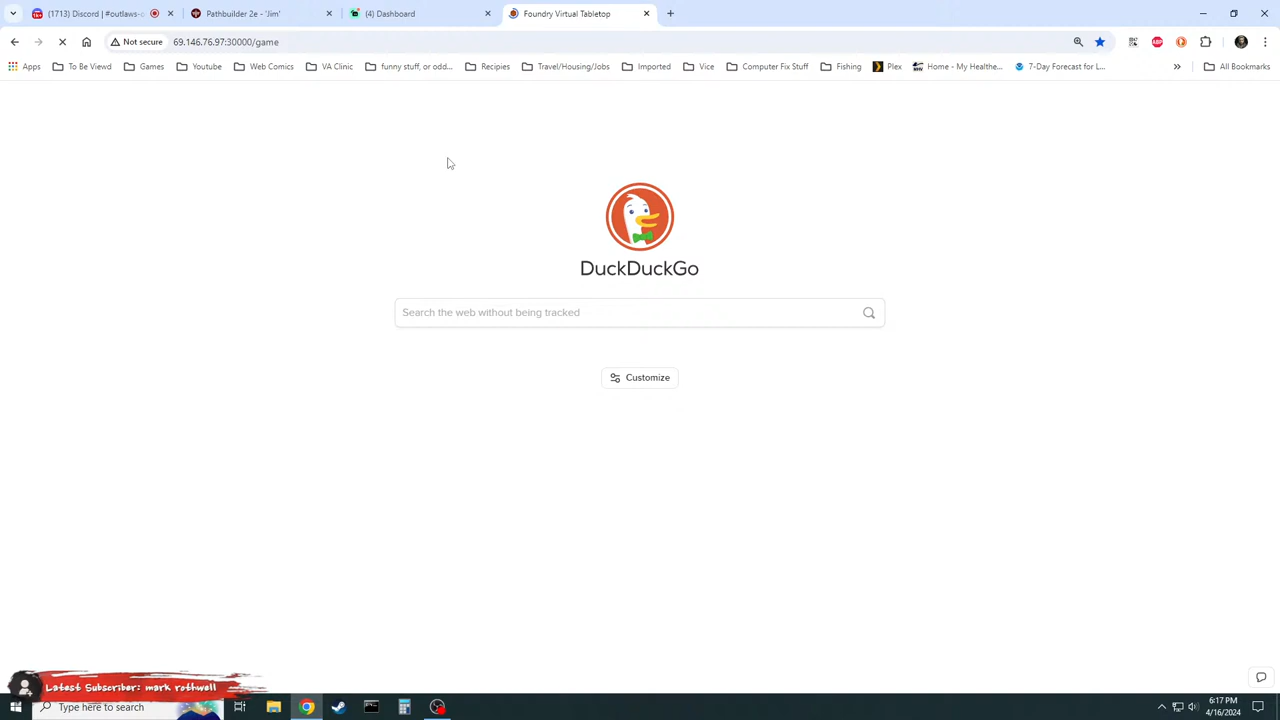 (1713) Discord | #outlaws-c
Pathbuilder 2e - 'Jim'
(4) Dashboard
Foundry Virtual Tabletop
Not secure
69.146.76.97:30000/game
ABP
Apps
To Be Viewd
Games
Youtube
Web Comics
VA Clinic
funny stuff, or odd...
Recipies
Travel/Housing/Jobs
Imported
Vice
Computer Fix Stuff
Fishing
Plex
Home - My Healthe...
7-Day Forecast for L...
All Bookmarks
DuckDuckGo
Search the web without being tracked
Customize
Latest Subscriber: mark rothwell
Type here to search
6:17 PM
4/16/2024